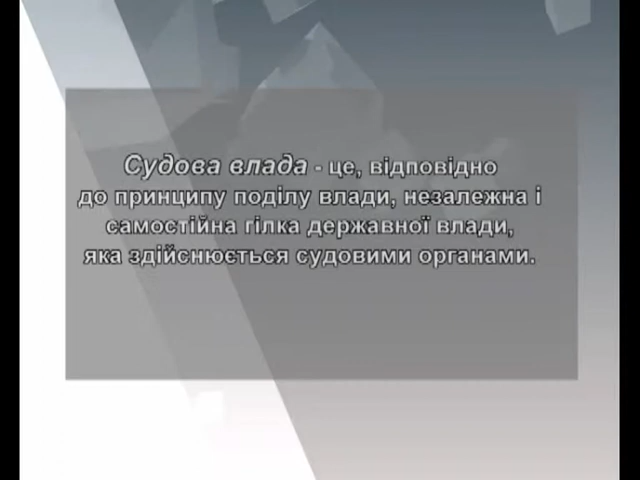 Судова влада - це, відповідно
до принципу поділу влади, незалежна і
самостійна гілка державної влади,
яка здійснюється судовими органами.